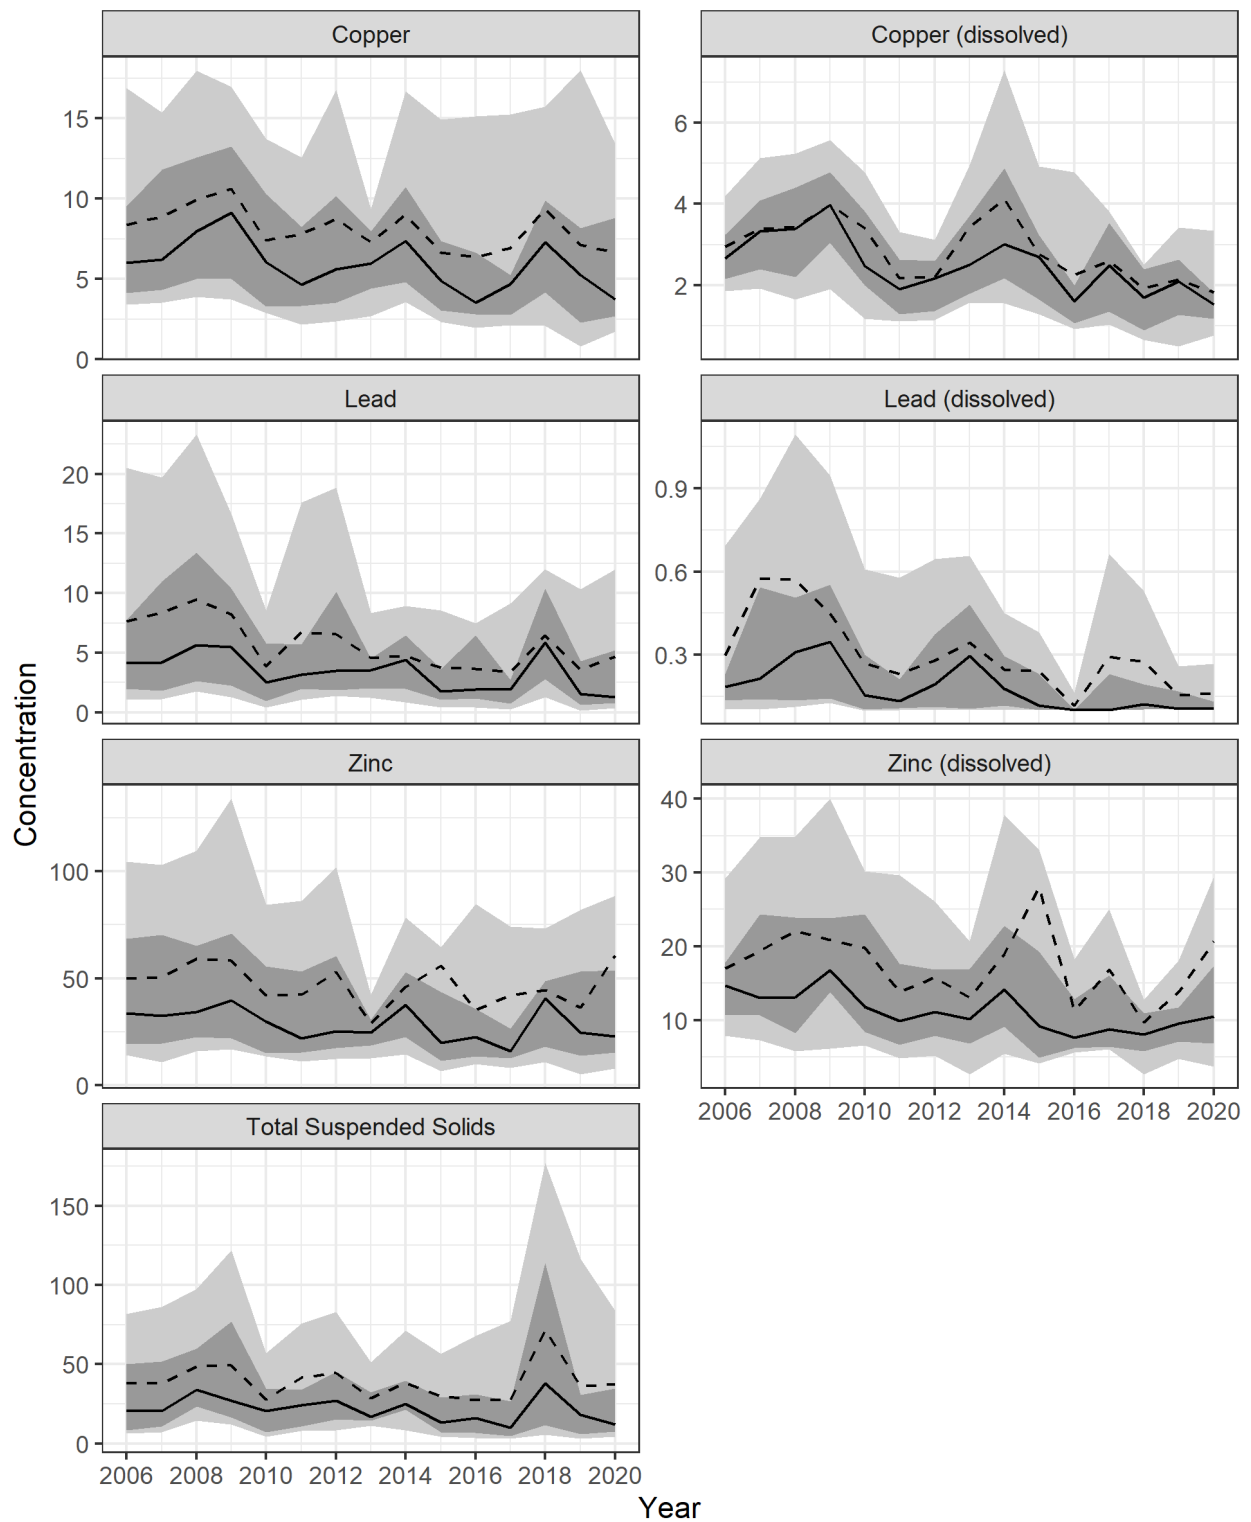 Copper
Copper (dissolved)
15
10
5
0
6
4
2
Lead
Lead (dissolved)
20
15
10
5
0
0.9
0.6
0.3
Concentration
Zinc
Zinc (dissolved)
100
50
0
40
30
20
10
2006 2008 2010 2012 2014 2016 2018 2020
Total Suspended Solids
150
100
50
0
2006 2008 2010 2012 2014 2016 2018 2020
Year